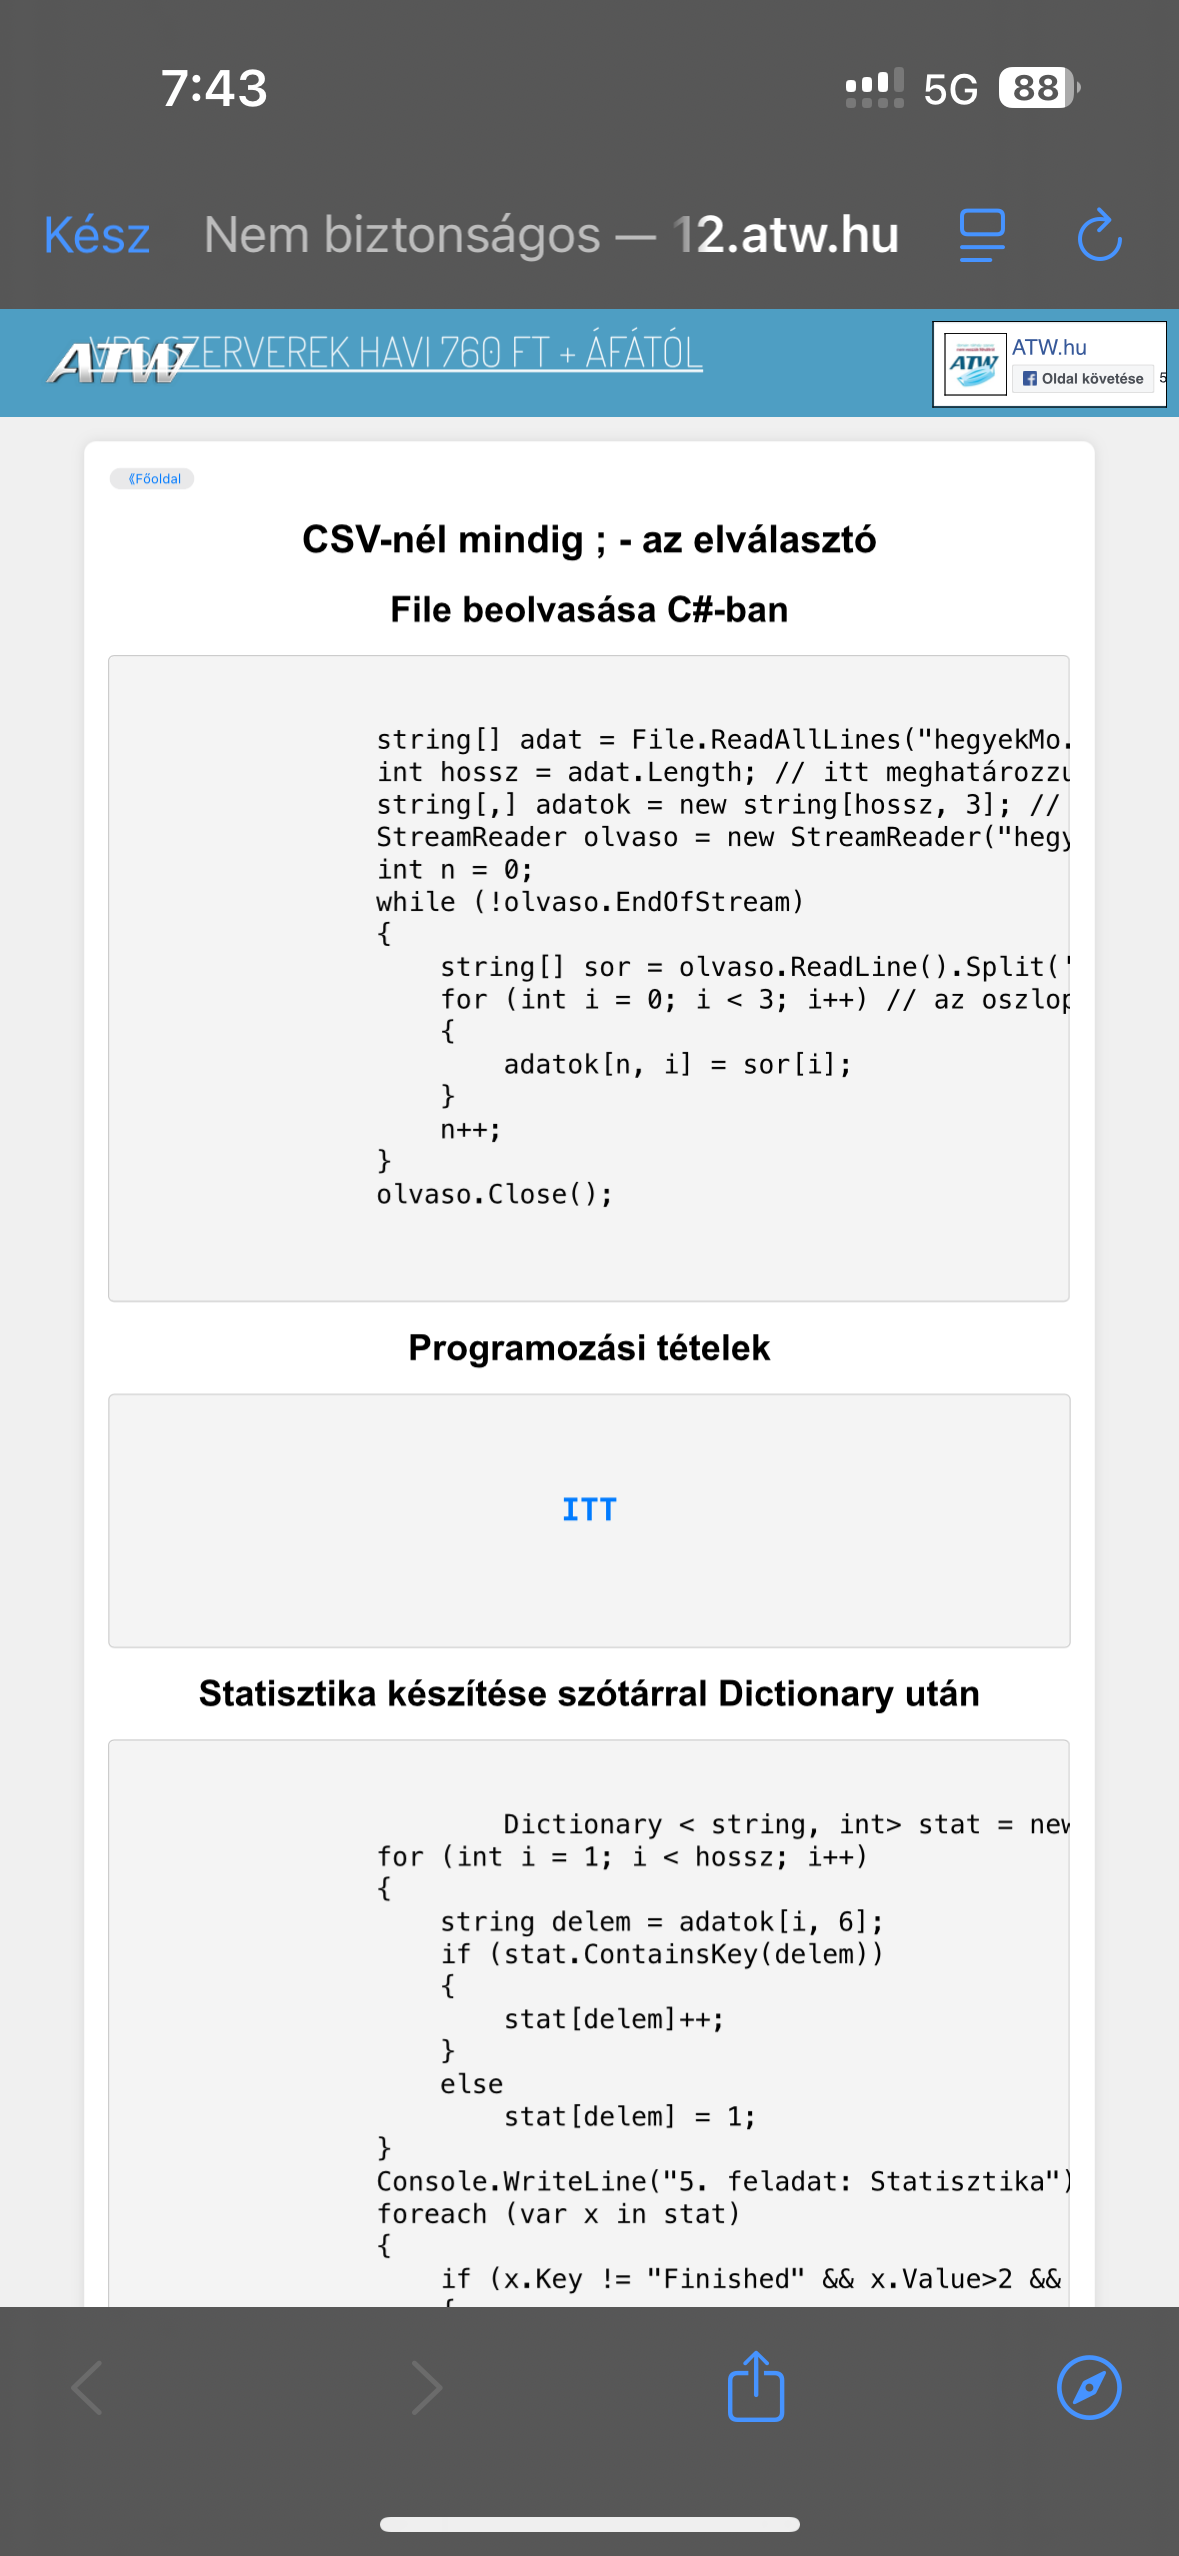 7:43
5G 88
Kész Nem biztonságos — 12.atw.hu
ATW VPS SZERVEREK HAVI 760 FT + ÁFÁTÓL
ATW
ATW.hu
Oldal követése 5
⟪Főoldal
CSV-nél mindig ; - az elválasztó
File beolvasása C#-ban
string[] adat = File.ReadAllLines("hegyekMo.
int hossz = adat.Length; // itt meghatározzu
string[,] adatok = new string[hossz, 3]; //
StreamReader olvaso = new StreamReader("hegy
int n = 0;
while (!olvaso.EndOfStream)
{
string[] sor = olvaso.ReadLine().Split('
for (int i = 0; i < 3; i++) // az oszlop
{
adatok[n, i] = sor[i];
}
n++;
}
olvaso.Close();
Programozási tételek
ITT
Statisztika készítése szótárral Dictionary után
Dictionary < string, int> stat = new
for (int i = 1; i < hossz; i++)
{
string delem = adatok[i, 6];
if (stat.ContainsKey(delem))
{
stat[delem]++;
}
else
stat[delem] = 1;
}
Console.WriteLine("5. feladat: Statisztika")
foreach (var x in stat)
{
if (x.Key != "Finished" && x.Value>2 &&
{